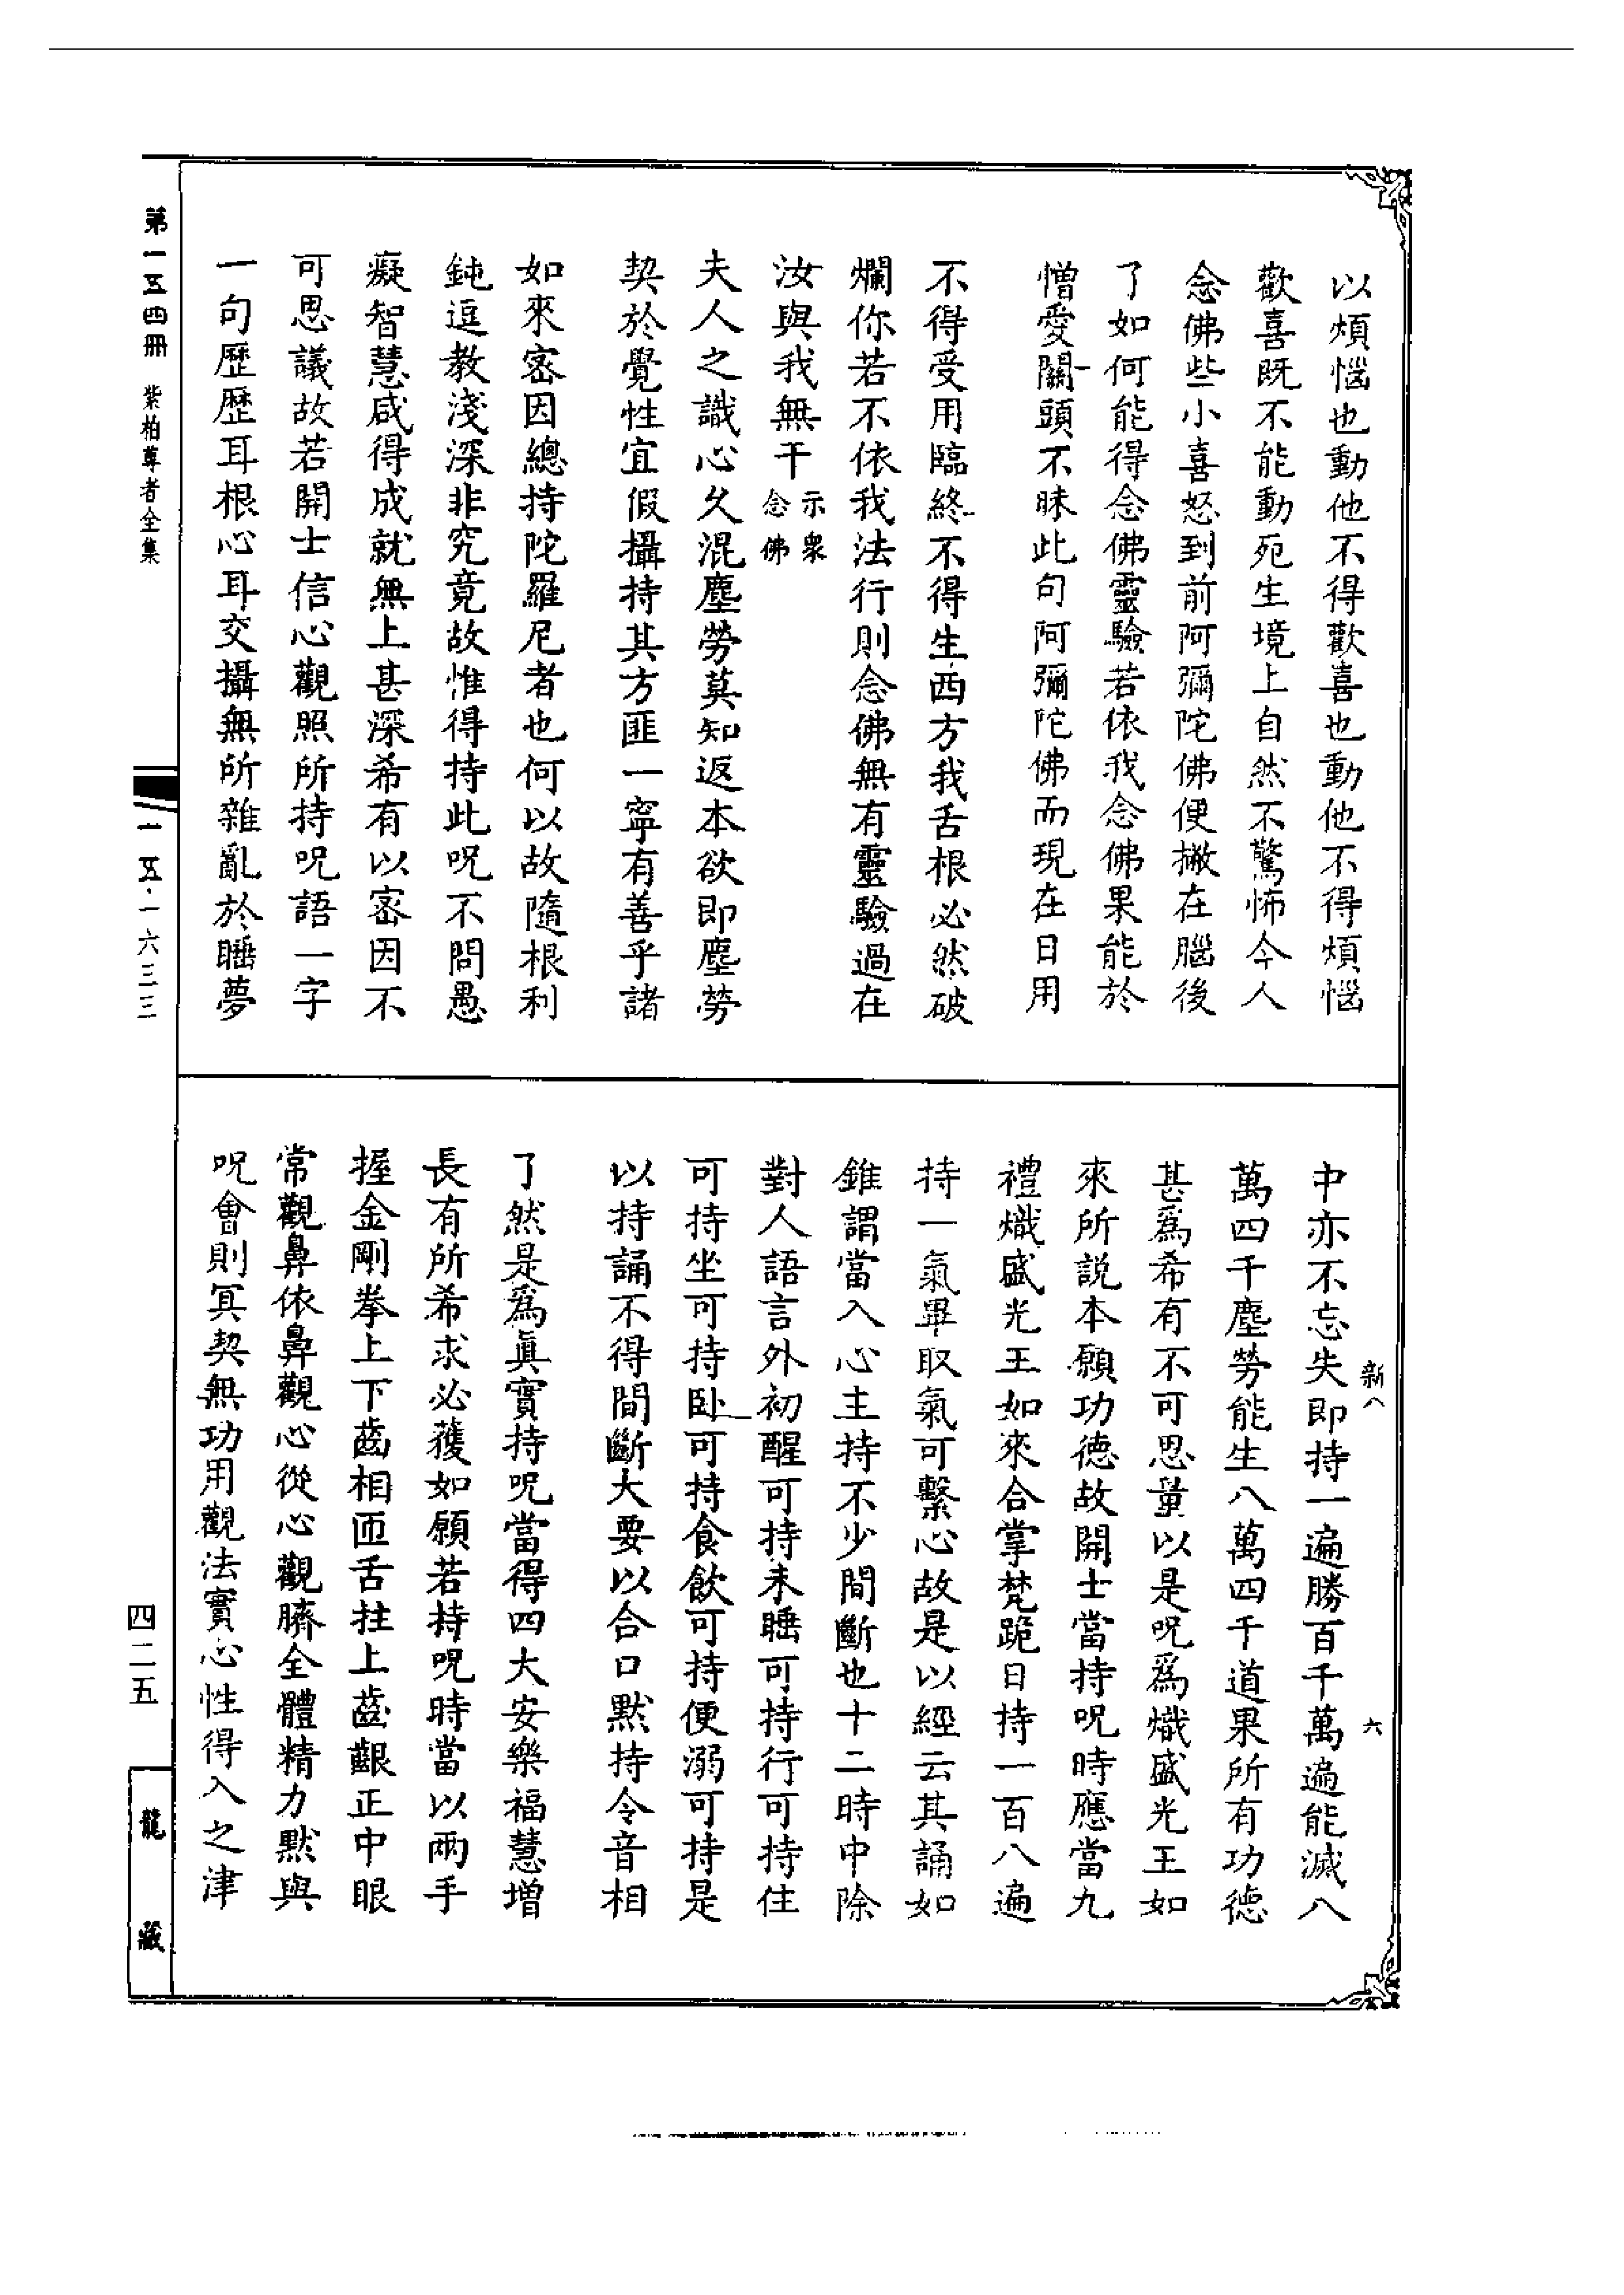 以煩惱也動他不得歡喜也動他不得煩惱
歡喜既不能動死生境上自然不驚怖今人
念佛些小喜怒到前阿彌陀佛便撇在腦後
了如何能得念佛靈驗若依我念佛果能於
憎愛關頭不昧此句阿彌陀佛而現在日用
不得受用臨終不得生西方我舌根必然破
爛你若不依我法行則念佛無有靈驗過在
汝與我無干示衆念佛
夫人之識心久混塵勞莫知返本欲即塵勞
契於覺性宜假攝持其方匪一寧有善乎諸
如來密因總持陀羅尼者也何以故隨根利
鈍逗教淺深非究竟故惟得持此呪不問愚
癡智慧咸得成就無上甚深希有以密因不
可思議故若開士信心觀照所持呪語一字
一句歷歷耳根心耳交攝無所雜亂於睡夢
新八
六
中亦不忘失即持一遍勝百千萬遍能滅八
萬四千塵勞能生八萬四千道果所有功德
甚爲希有不可思量以是呪爲熾盛光王如
來所説本願功德故開士當持呪時應當九
禮熾盛光王如來合掌梵跪日持一百八遍
持一氣畢取氣可繫心故是以經云其誦如
錐謂當入心主持不少間斷也十二時中除
對人語言外初醒可持未睡可持行可持住
可持坐可持卧可持食飲可持便溺可持是
以持誦不得間斷大要以合口默持令音相
了然是爲眞實持呪當得四大安樂福慧增
長有所希求必獲如願若持呪時當以兩手
握金剛拳上下齒相匝舌拄上齒齦正中眼
常觀鼻依鼻觀心從心觀臍全體精力默與
呪會則冥契無功用觀法實心性得入之津
第一五四冊
紫柏尊者全集
一五·一六三三
四二五
龍藏